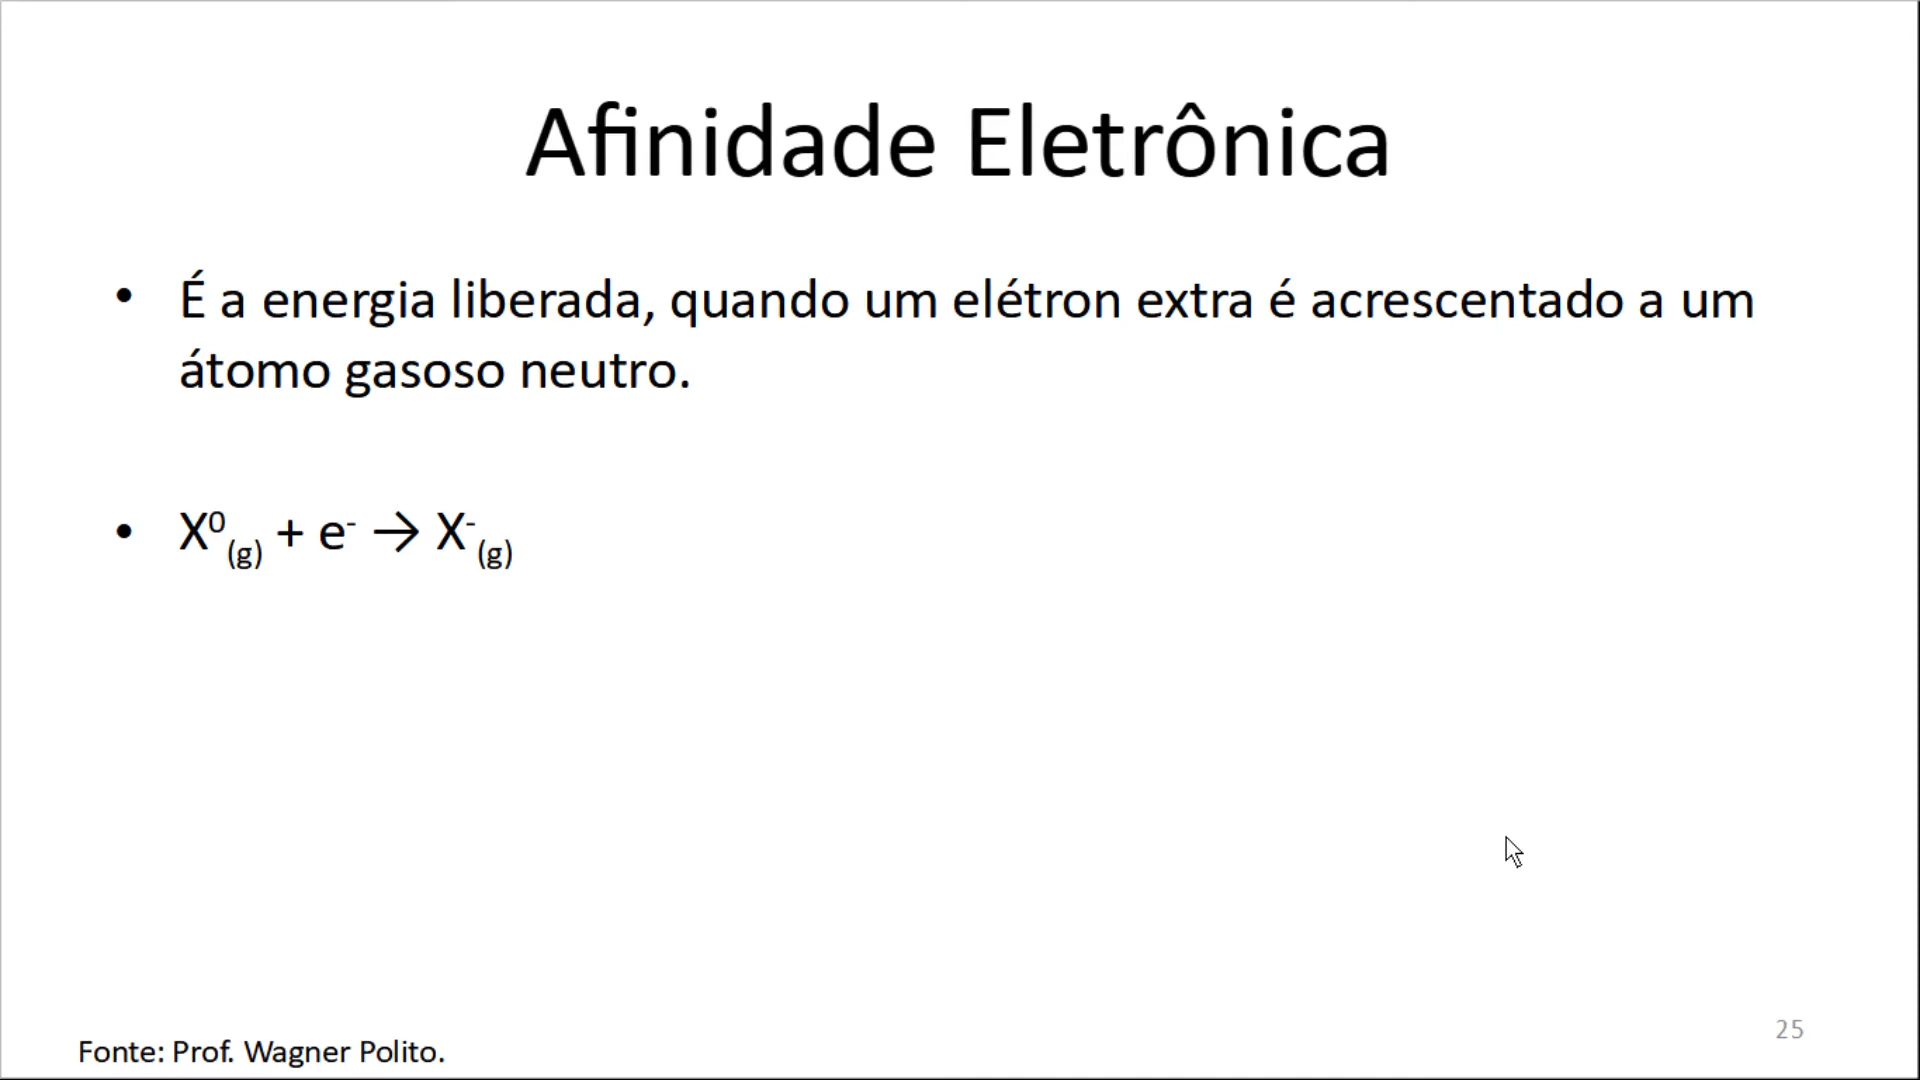 Afinidade Eletrônica
• É a energia liberada, quando um elétron extra é acrescentado a um
átomo gasoso neutro.
• X⁰(g) + e⁻ → X⁻(g)
25
Fonte: Prof. Wagner Polito.